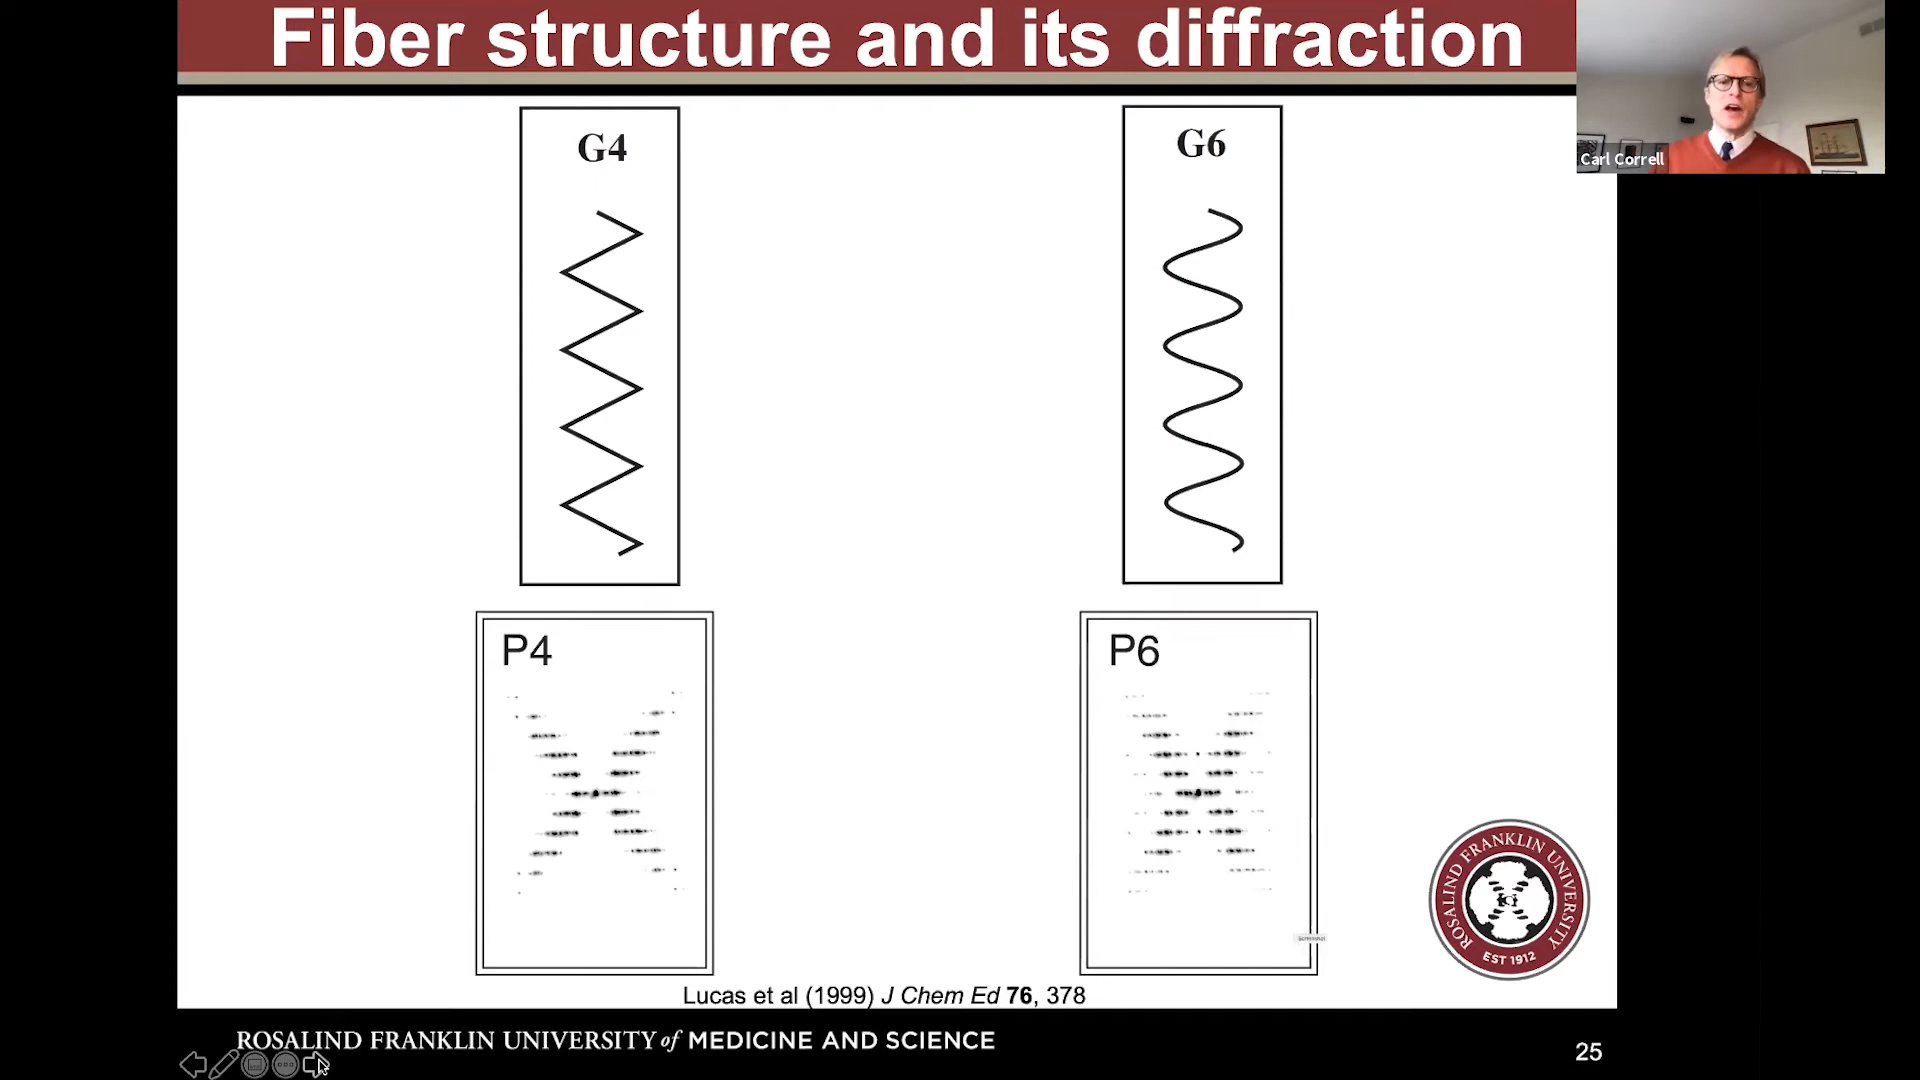 Fiber structure and its diffraction
Carl Correll
G4
G6
P4
P6
ROSALIND FRANKLIN UNIVERSITY
EST 1912
Lucas et al (1999) J Chem Ed 76, 378
ROSALIND FRANKLIN UNIVERSITY of MEDICINE AND SCIENCE
25